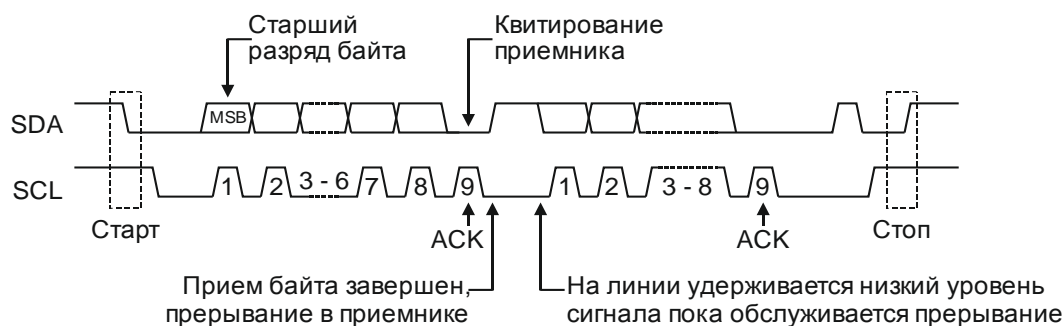 Старший
разряд байта
Квитирование
приемника
SDA
MSB
SCL
1 2 3 - 6 7 8 9 1 2 3 - 8 9
Старт
ACK
ACK
Стоп
Прием байта завершен,
прерывание в приемнике
На линии удерживается низкий уровень
сигнала пока обслуживается прерывание